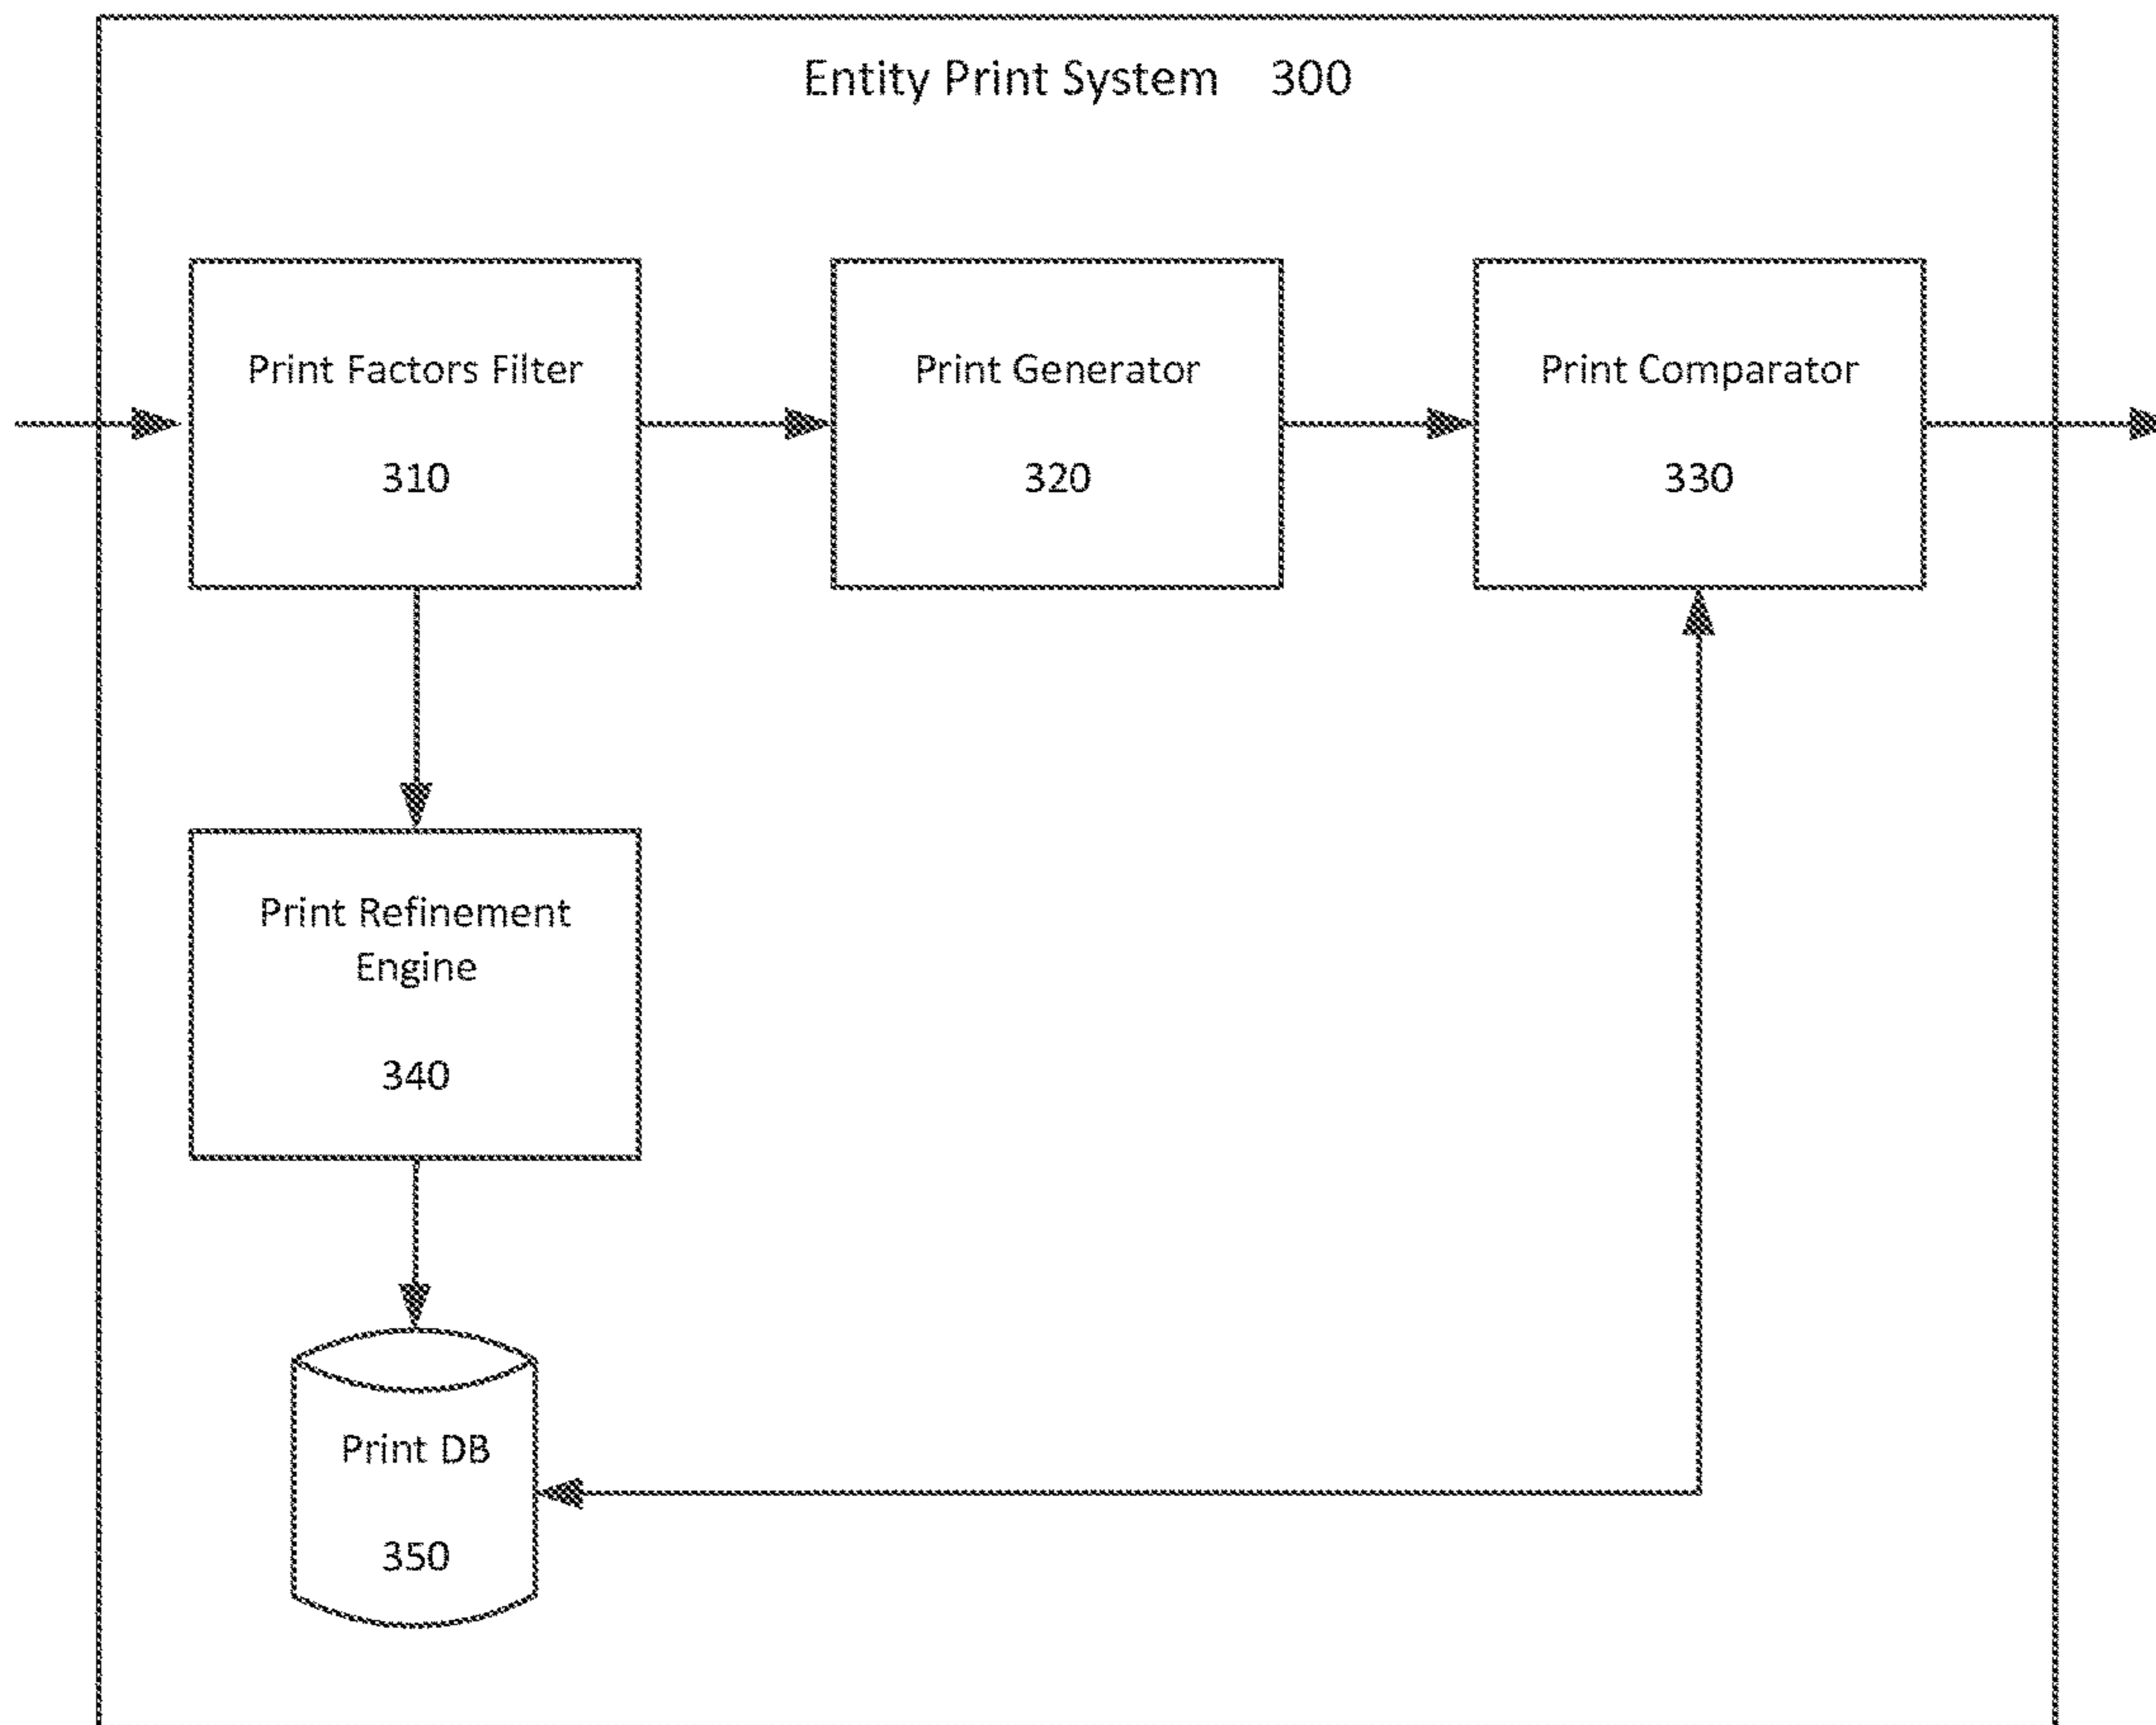 Entity Print System 300
Print Factors Filter
310
Print Generator
320
Print Comparator
330
Print Refinement
Engine
340
Print DB
350